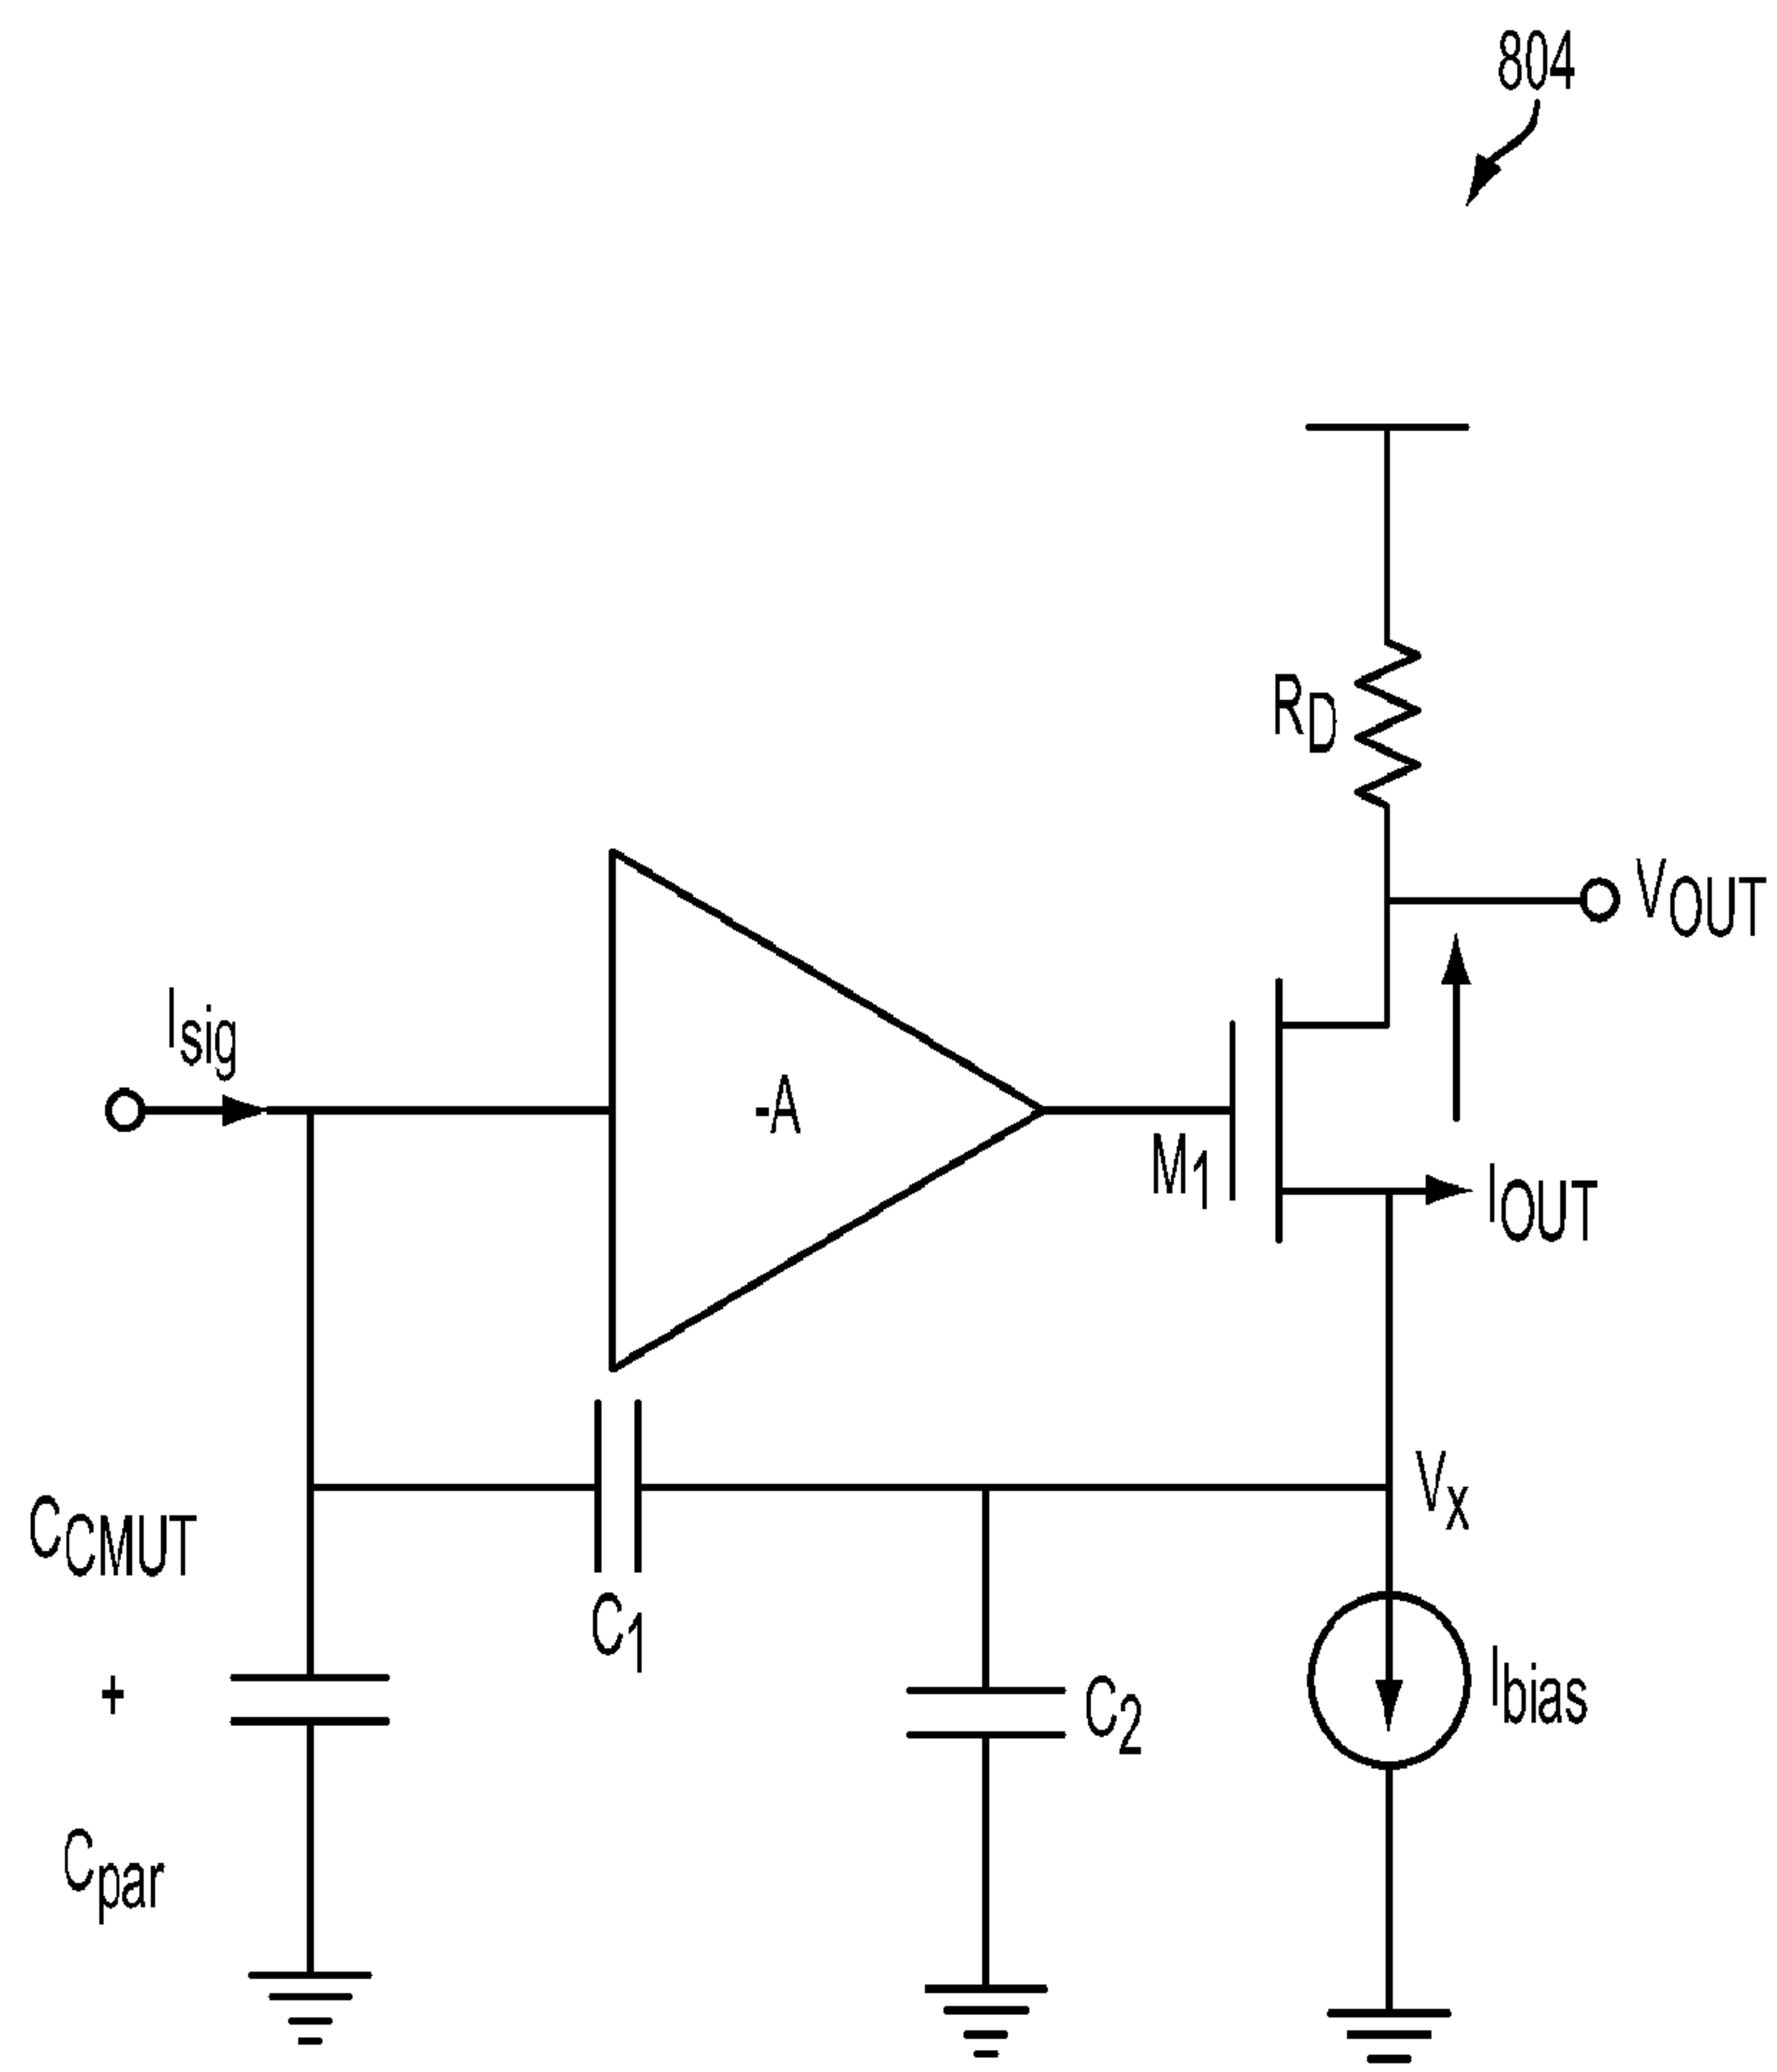 804
RD
VOUT
Isig
-A
M1
IOUT
VX
CCMUT
C1
+
C2
Ibias
Cpar